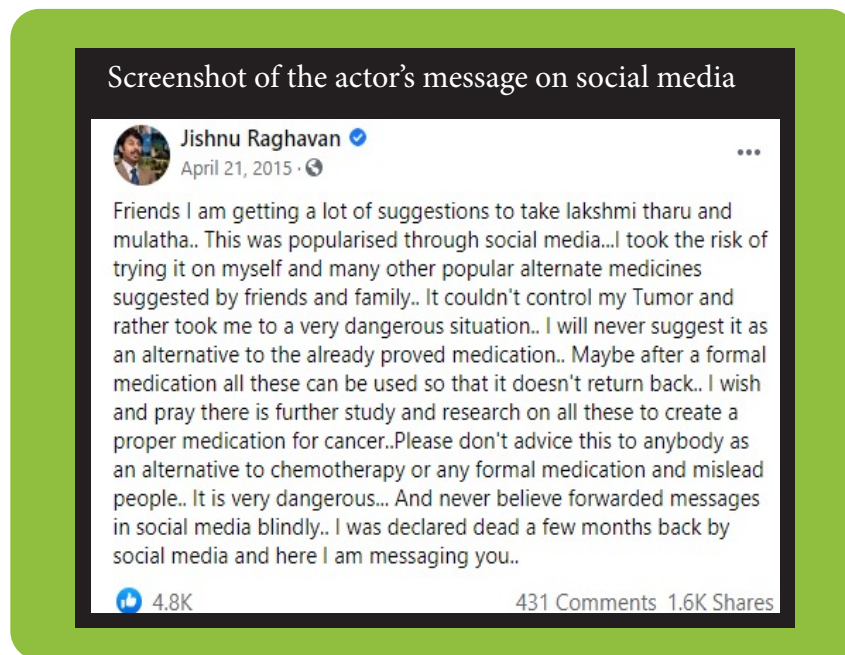 Screenshot of the actor's message on social media
Jishnu Raghavan
April 21, 2015 ·
Friends I am getting a lot of suggestions to take lakshmi tharu and
mulatha.. This was popularised through social media...I took the risk of
trying it on myself and many other popular alternate medicines
suggested by friends and family.. It couldn't control my Tumor and
rather took me to a very dangerous situation.. I will never suggest it as
an alternative to the already proved medication.. Maybe after a formal
medication all these can be used so that it doesn't return back.. I wish
and pray there is further study and research on all these to create a
proper medication for cancer..Please don't advice this to anybody as
an alternative to chemotherapy or any formal medication and mislead
people.. It is very dangerous... And never believe forwarded messages
in social media blindly.. I was declared dead a few months back by
social media and here I am messaging you..
4.8K 431 Comments 1.6K Shares